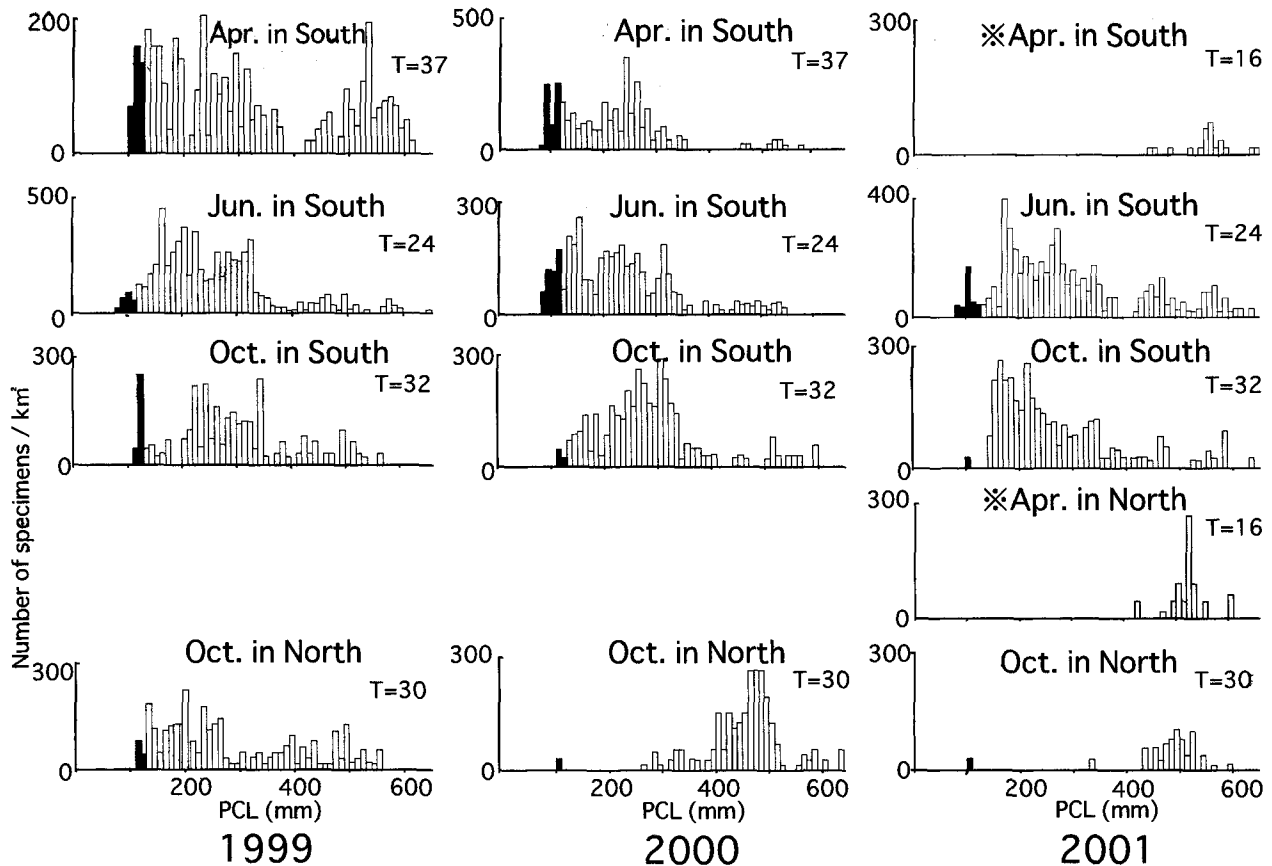 200
Apr. in South
T=37
0
500
Apr. in South
T=37
0
300
※Apr. in South
T=16
0
500
Jun. in South
T=24
0
300
Jun. in South
T=24
0
400
Jun. in South
T=24
0
300
Oct. in South
T=32
0
300
Oct. in South
T=32
0
300
Oct. in South
T=32
0
300
※Apr. in North
T=16
0
300
Oct. in North
T=30
0
300
Oct. in North
T=30
0
300
Oct. in North
T=30
0
Number of specimens / km²
200 400 600
PCL (mm)
1999
200 400 600
PCL (mm)
2000
200 400 600
PCL (mm)
2001